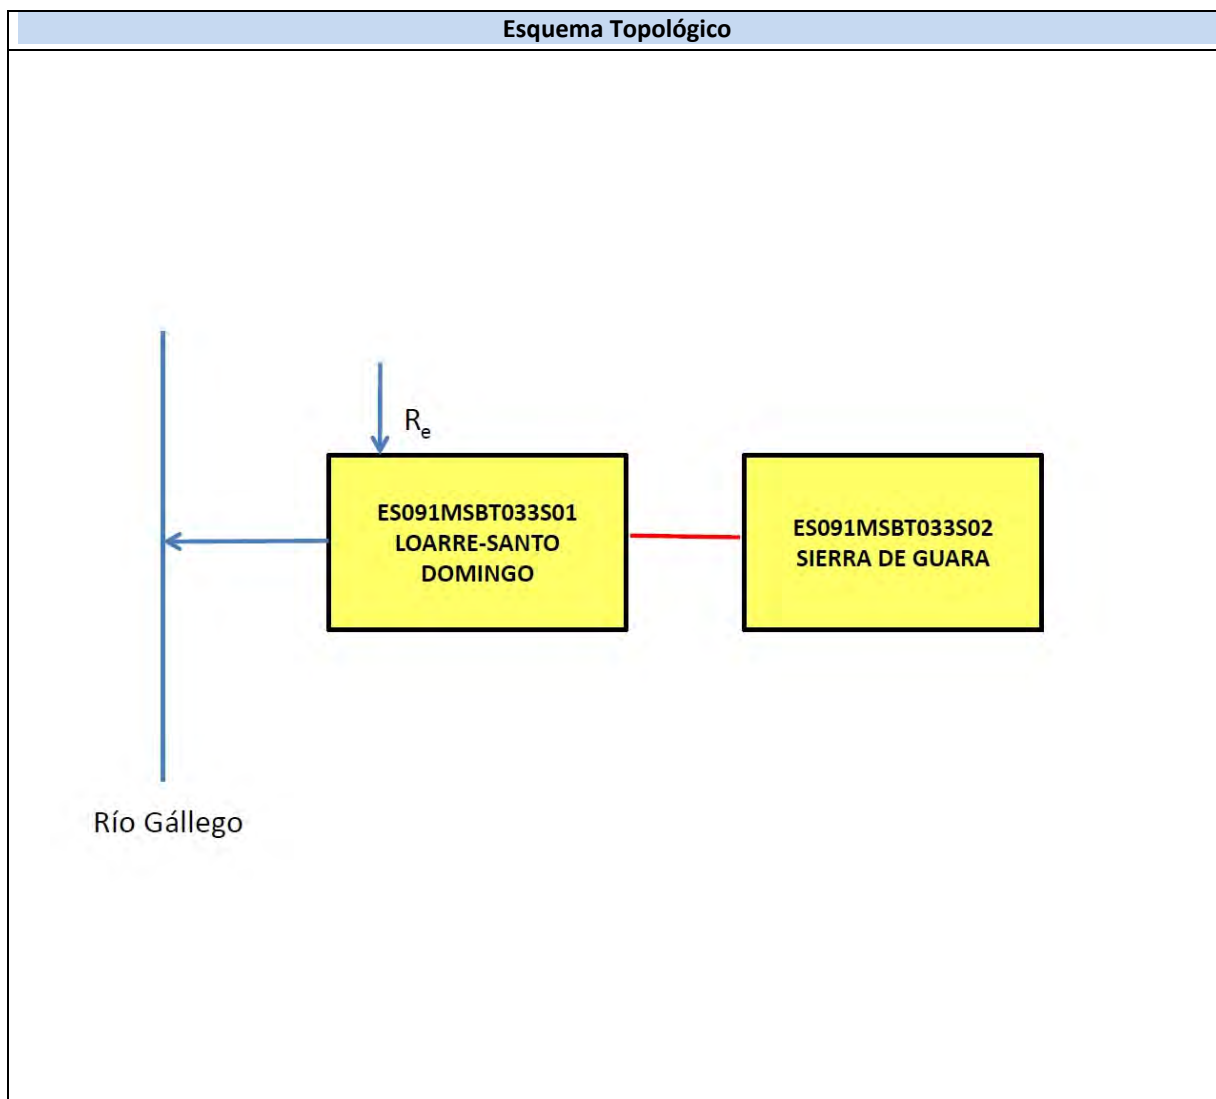 Esquema Topológico
Re
ES091MSBT033S01
LOARRE-SANTO
DOMINGO
ES091MSBT033S02
SIERRA DE GUARA
Río Gállego